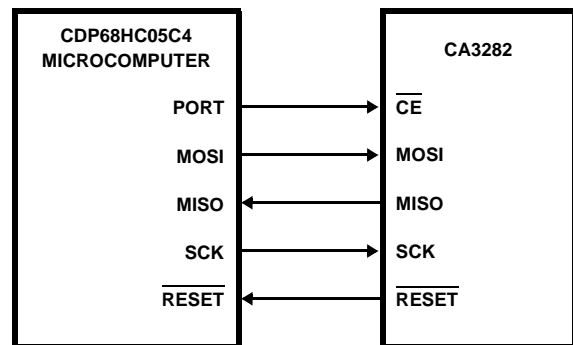 CDP68HC05C4
MICROCOMPUTER
CA3282
PORT
CE
MOSI
MOSI
MISO
MISO
SCK
SCK
RESET
RESET